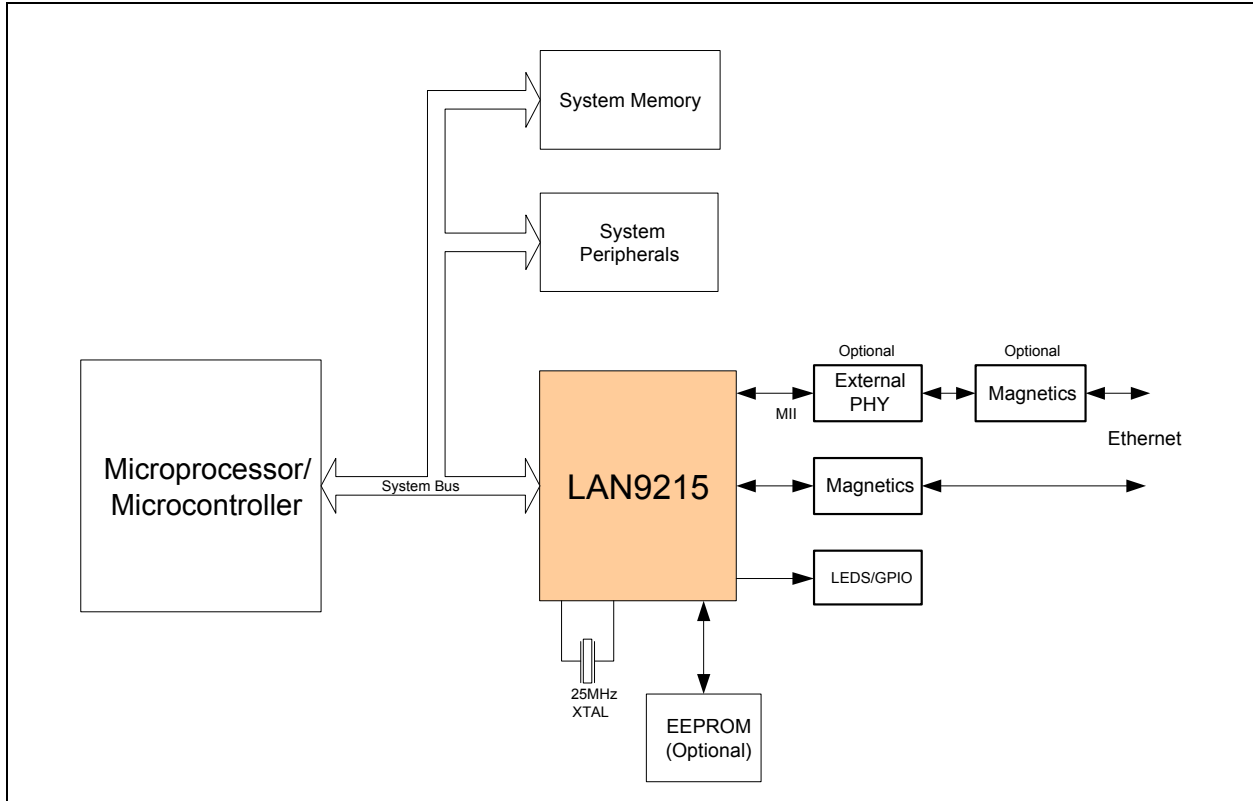 System Memory
System
Peripherals
Optional
Optional
External
PHY
Magnetics
MII
Ethernet
Microprocessor/
Microcontroller
System Bus
LAN9215
Magnetics
LEDS/GPIO
25MHz
XTAL
EEPROM
(Optional)